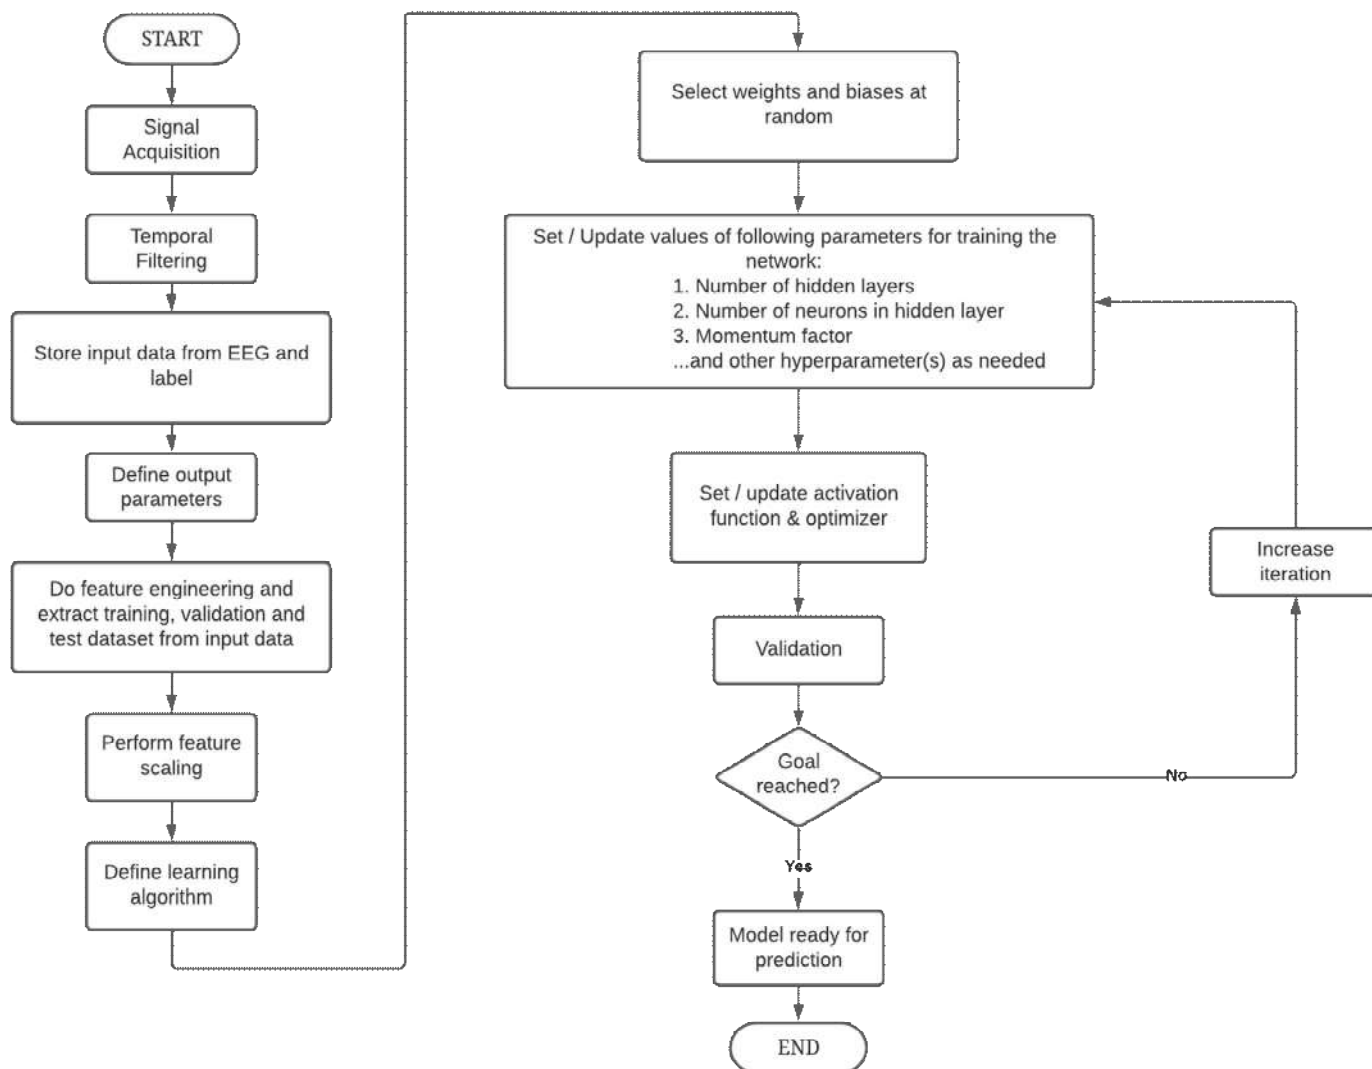 START
Signal
Acquisition
Temporal
Filtering
Store input data from EEG and
label
Define output
parameters
Do feature engineering and
extract training, validation and
test dataset from input data
Perform feature
scaling
Define learning
algorithm
Select weights and biases at
random
Set / Update values of following parameters for training the
network:
1. Number of hidden layers
2. Number of neurons in hidden layer
3. Momentum factor
...and other hyperparameter(s) as needed
Set / update activation
function & optimizer
Validation
Goal
reached?
No
Increase
iteration
Yes
Model ready for
prediction
END